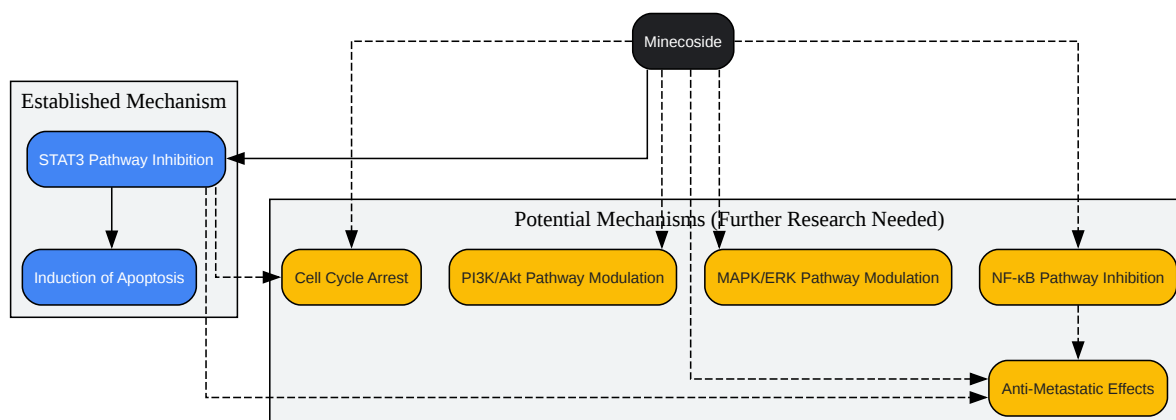 Minecoside
Established Mechanism
STAT3 Pathway Inhibition
Induction of Apoptosis
Potential Mechanisms (Further Research Needed)
Cell Cycle Arrest
PI3K/Akt Pathway Modulation
MAPK/ERK Pathway Modulation
NF-κB Pathway Inhibition
Anti-Metastatic Effects